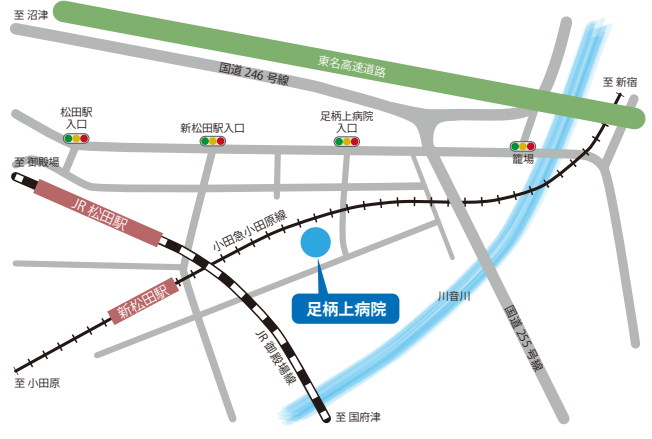 至 沼津
東名高速道路
国道 246 号線
至 新宿
松田駅
入口
新松田駅入口
足柄上病院
入口
籠場
至 御殿場
JR 松田駅
小田急小田原線
新松田駅
足柄上病院
川音川
国道 255 号線
JR 御殿場線
至 小田原
至 国府津